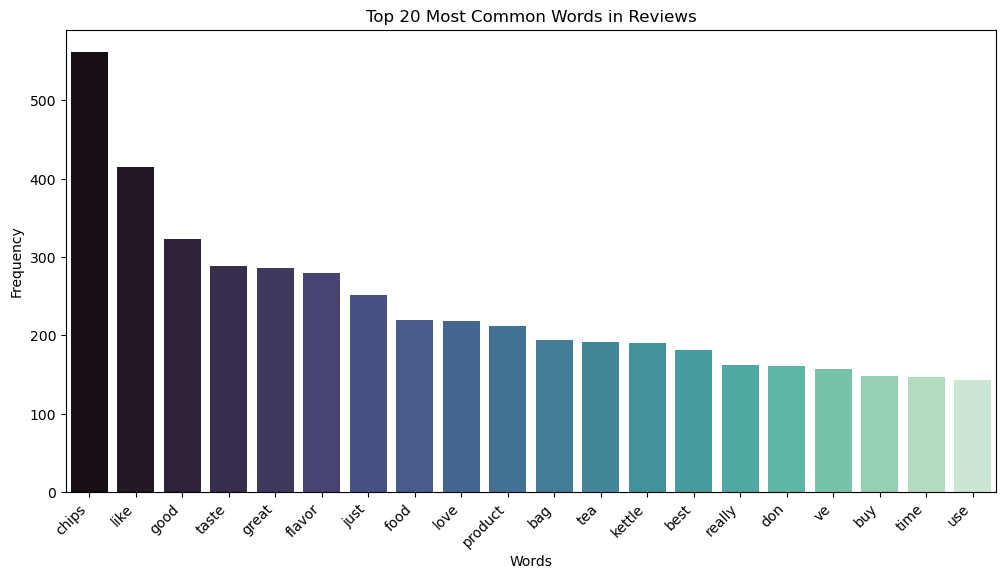 Top 20 Most Common Words in Reviews
Frequency
500
400
300
200
100
0
chips
like
good
taste
great
flavor
just
food
love
product
bag
tea
kettle
best
really
don
ve
buy
time
use
Words